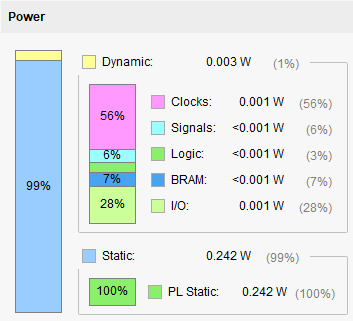 Power
Dynamic: 0.003 W (1%)
56%
Clocks: 0.001 W (56%)
6%
Signals: <0.001 W (6%)
Logic: <0.001 W (3%)
7%
BRAM: <0.001 W (7%)
99%
28%
I/O: 0.001 W (28%)
Static: 0.242 W (99%)
100%
PL Static: 0.242 W (100%)